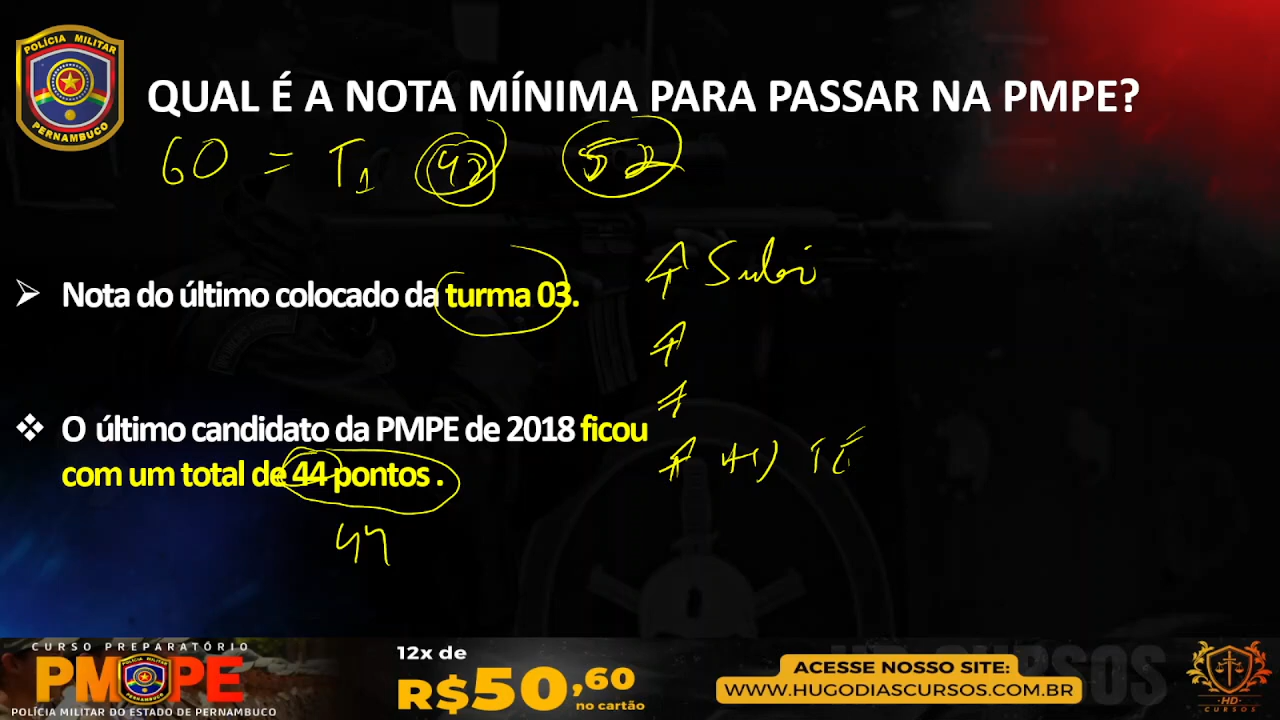 POLÍCIA MILITAR
PERNAMBUCO
QUAL É A NOTA MÍNIMA PARA PASSAR NA PMPE?
60 = T1 42 52
Nota do último colocado da turma 03.
O último candidato da PMPE de 2018 ficou
com um total de 44 pontos .
44
CURSO PREPARATÓRIO
PMPE
POLÍCIA MILITAR DO ESTADO DE PERNAMBUCO
12x de
R$50,60
no cartão
ACESSE NOSSO SITE:
WWW.HUGODIASCURSOS.COM.BR
CURSOS
HD
CURSOS